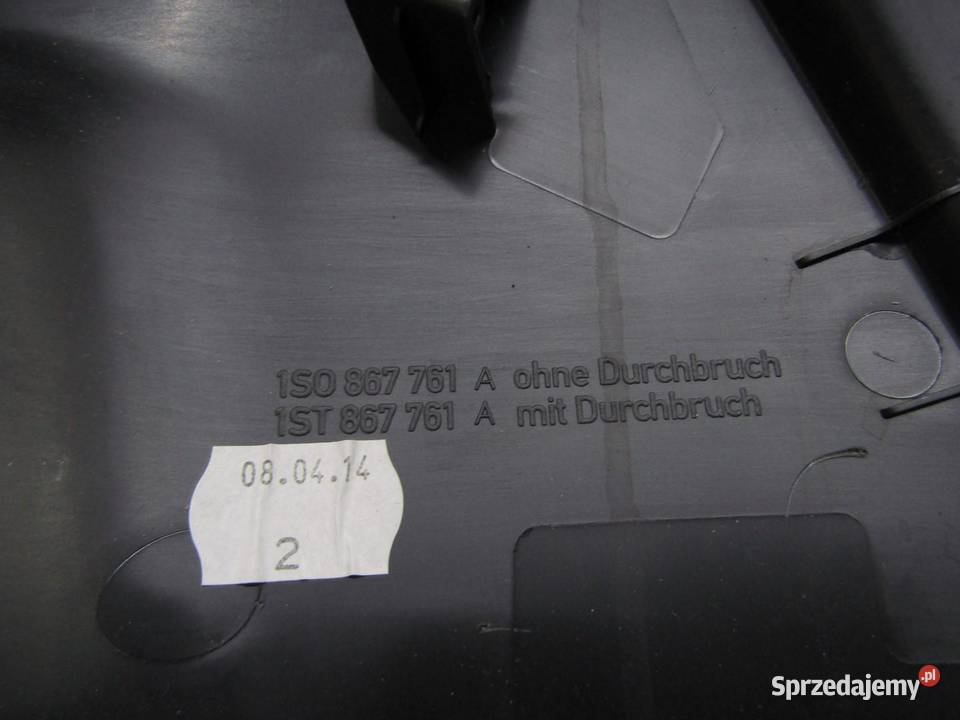 1S0 867 761 A ohne Durchbruch
1ST 867 761 A mit Durchbruch
08.04.14
2
Sprzedajemy.pl